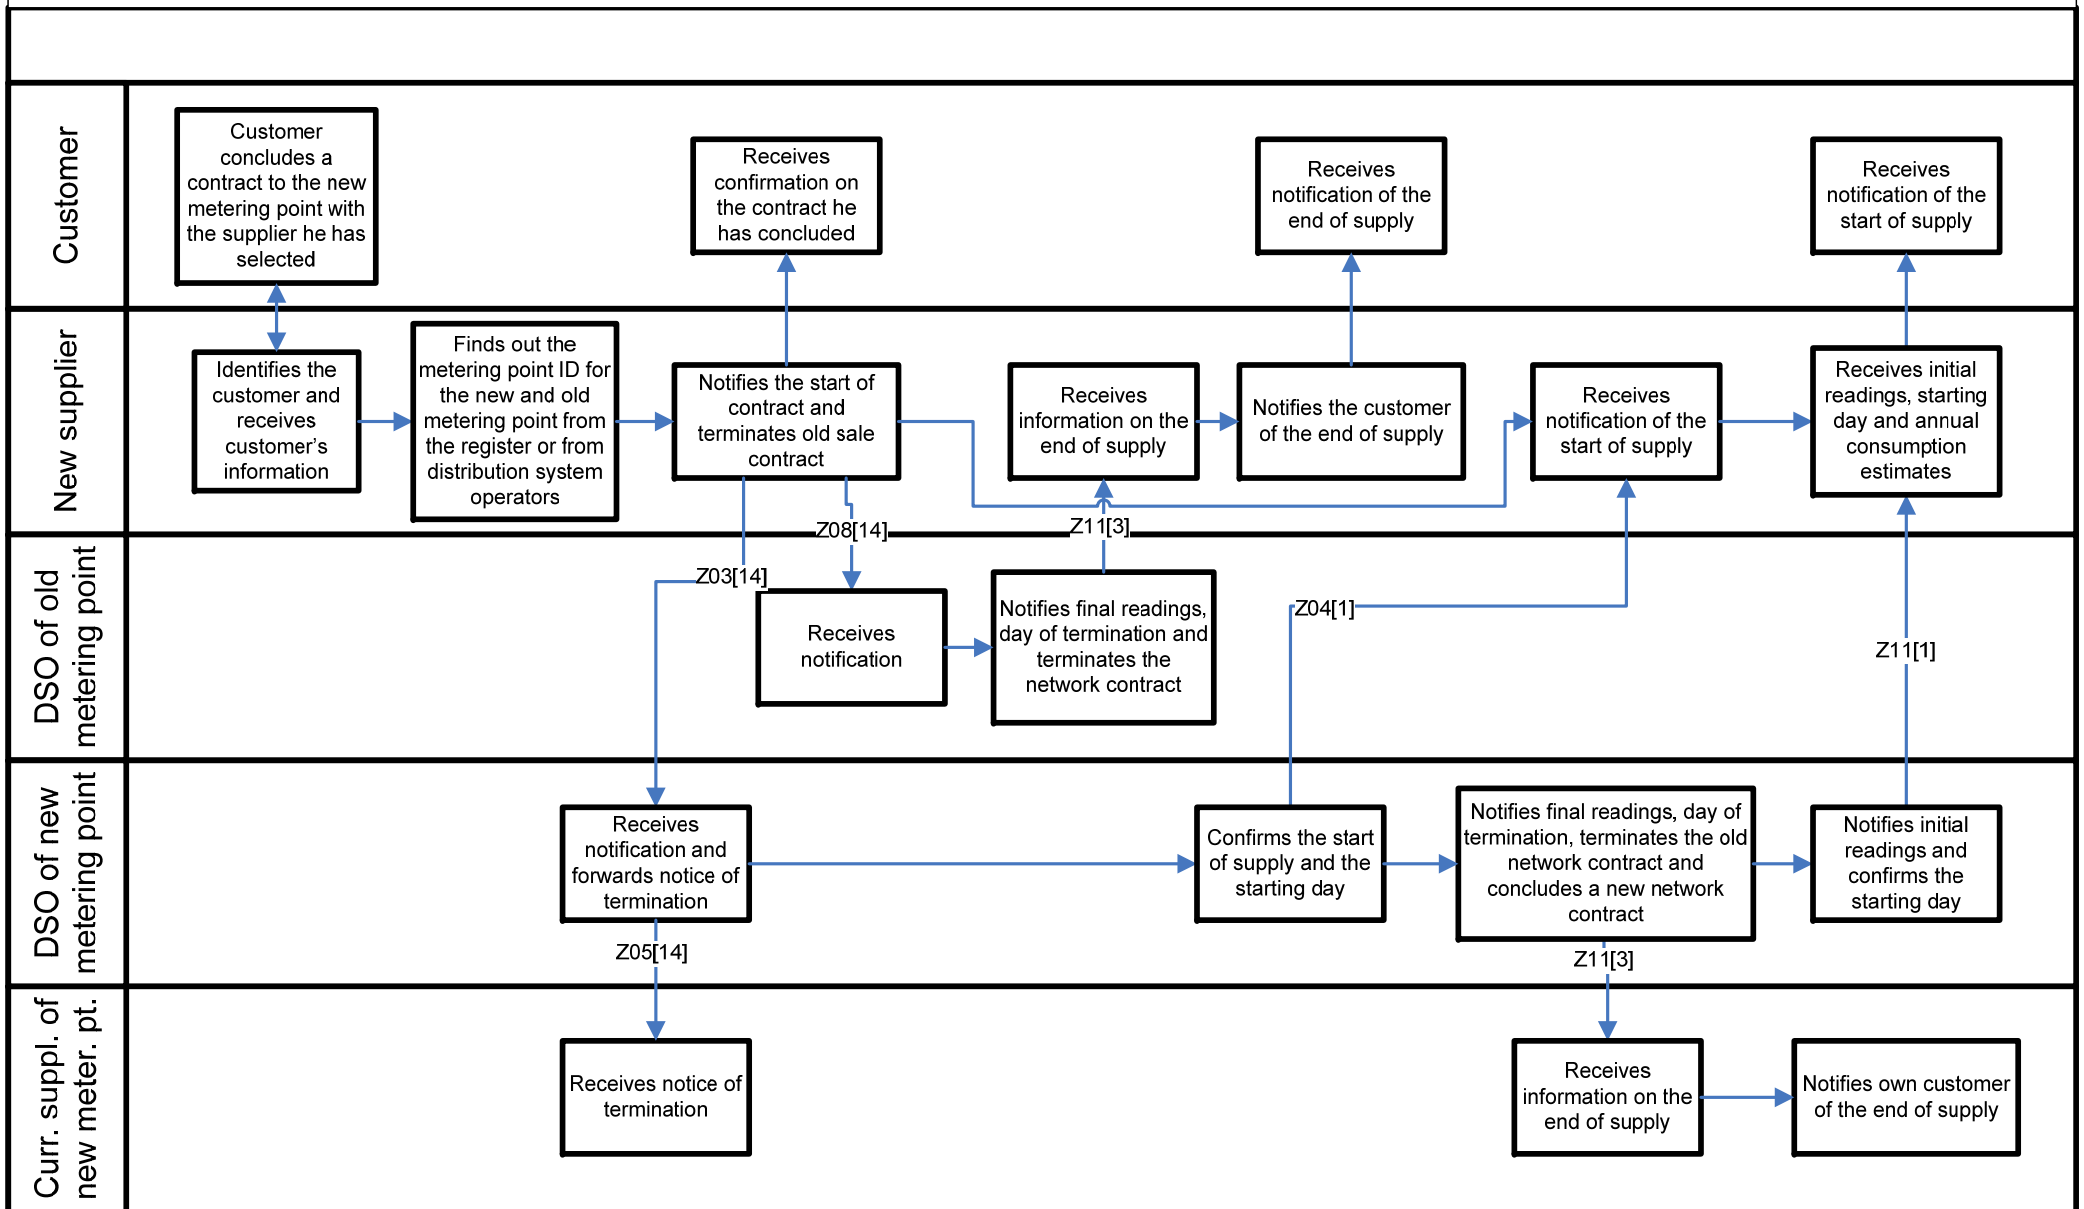 Customer
Customer
concludes a
contract to the new
metering point with
the supplier he has
selected
Receives
confirmation on
the contract he
has concluded
Receives
notification of the
end of supply
Receives
notification of the
start of supply
New supplier
Identifies the
customer and
receives
customer's
information
Finds out the
metering point ID for
the new and old
metering point from
the register or from
distribution system
operators
Notifies the start of
contract and
terminates old sale
contract
Receives
information on the
end of supply
Notifies the customer
of the end of supply
Receives
notification of the
start of supply
Receives initial
readings, starting
day and annual
consumption
estimates
Z08[14]
Z11[3]
DSO of old
metering point
Z03[14]
Receives
notification
Notifies final readings,
day of termination and
terminates the
network contract
Z04[1]
Z11[1]
DSO of new
metering point
Receives
notification and
forwards notice of
termination
Confirms the start
of supply and the
starting day
Notifies final readings, day of
termination, terminates the old
network contract and
concludes a new network
contract
Notifies initial
readings and
confirms the
starting day
Z05[14]
Z11[3]
Curr. suppl. of
new meter. pt.
Receives notice of
termination
Receives
information on the
end of supply
Notifies own customer
of the end of supply